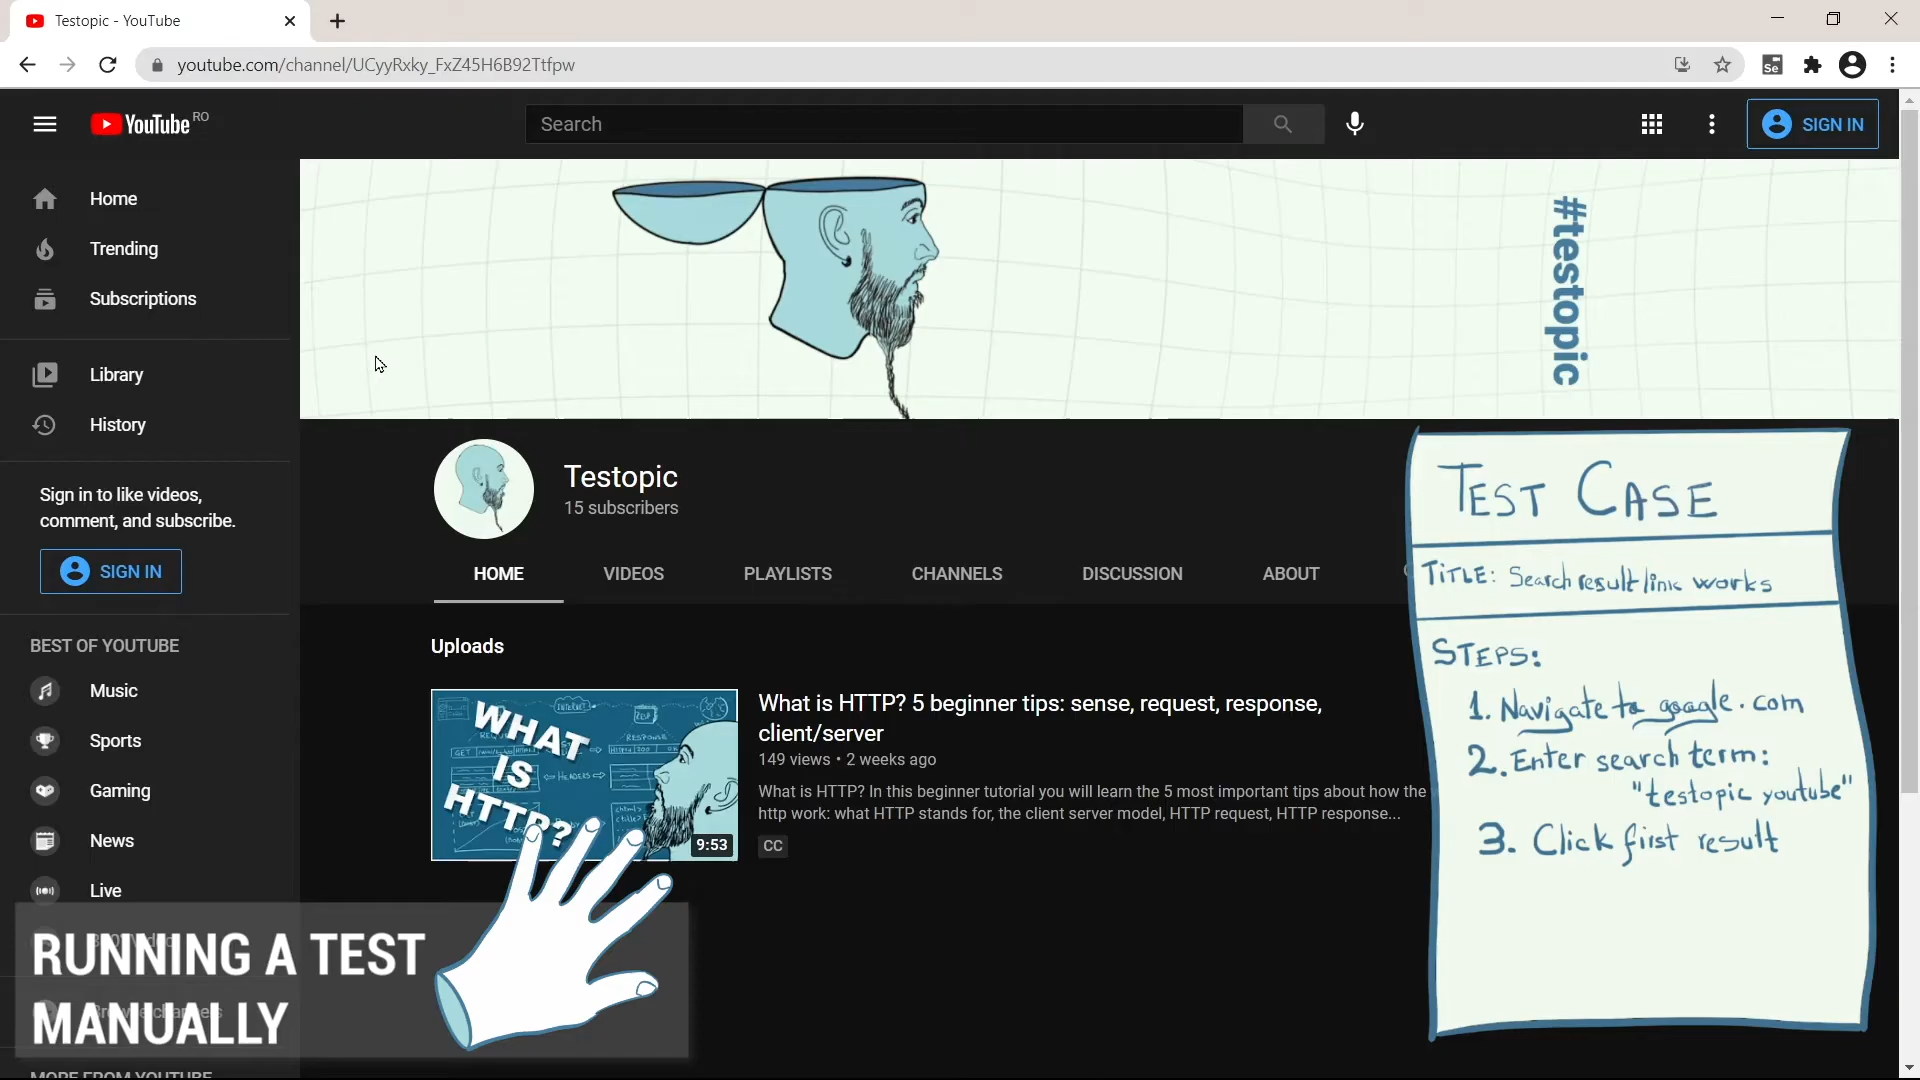 Testopic - YouTube
youtube.com/channel/UCyyRxky_FxZ45H6B92Ttfpw
Se
YouTube RO
Search
SIGN IN
Home
Trending
Subscriptions
Library
History
Sign in to like videos,
comment, and subscribe.
SIGN IN
BEST OF YOUTUBE
Music
Sports
Gaming
News
Live
#testopic
Testopic
15 subscribers
HOME
VIDEOS
PLAYLISTS
CHANNELS
DISCUSSION
ABOUT
Uploads
WHAT
IS
HTTP?
9:53
What is HTTP? 5 beginner tips: sense, request, response,
client/server
149 views • 2 weeks ago
What is HTTP? In this beginner tutorial you will learn the 5 most important tips about how the
http work: what HTTP stands for, the client server model, HTTP request, HTTP response...
CC
TEST CASE
TITLE: Search result link works
STEPS:
1. Navigate to google.com
2. Enter search term:
"testopic youtube"
3. Click first result
RUNNING A TEST
MANUALLY
MORE FROM YOUTUBE